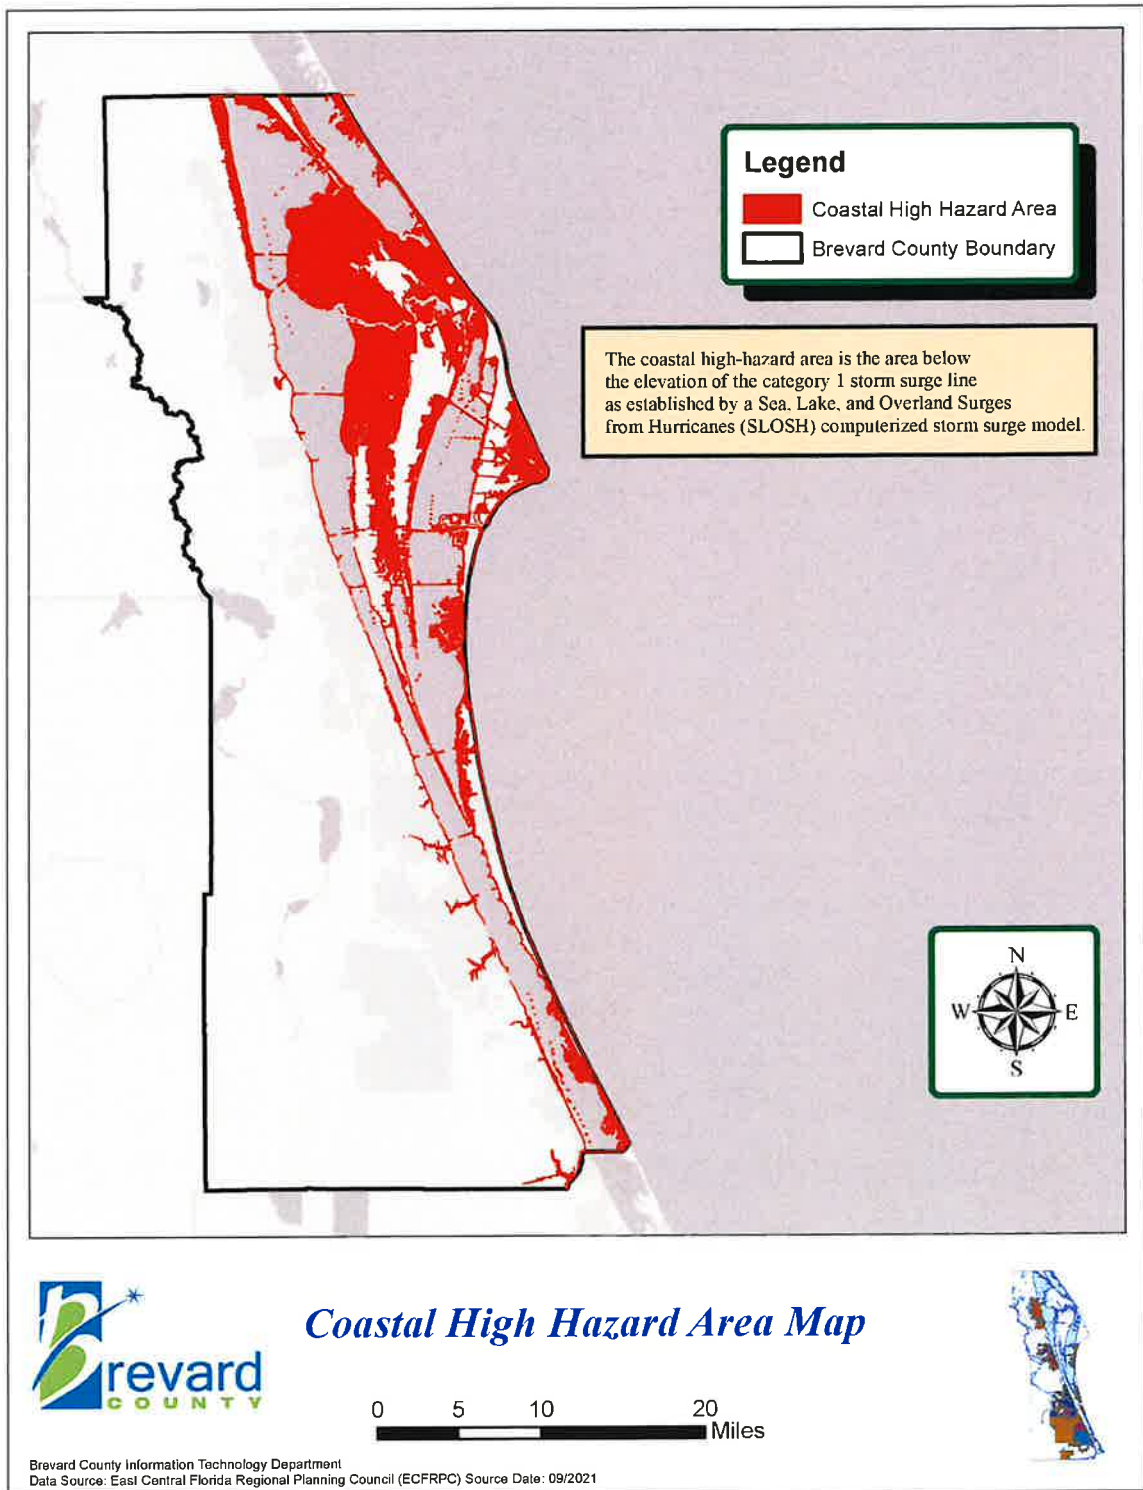 Legend
Coastal High Hazard Area
Brevard County Boundary
The coastal high-hazard area is the area below
the elevation of the category 1 storm surge line
as established by a Sea, Lake, and Overland Surges
from Hurricanes (SLOSH) computerized storm surge model.
N
W E
S
Coastal High Hazard Area Map
Brevard
COUNTY
0 5 10 20
Miles
Brevard County Information Technology Department
Data Source: East Central Florida Regional Planning Council (ECFRPC) Source Date: 09/2021